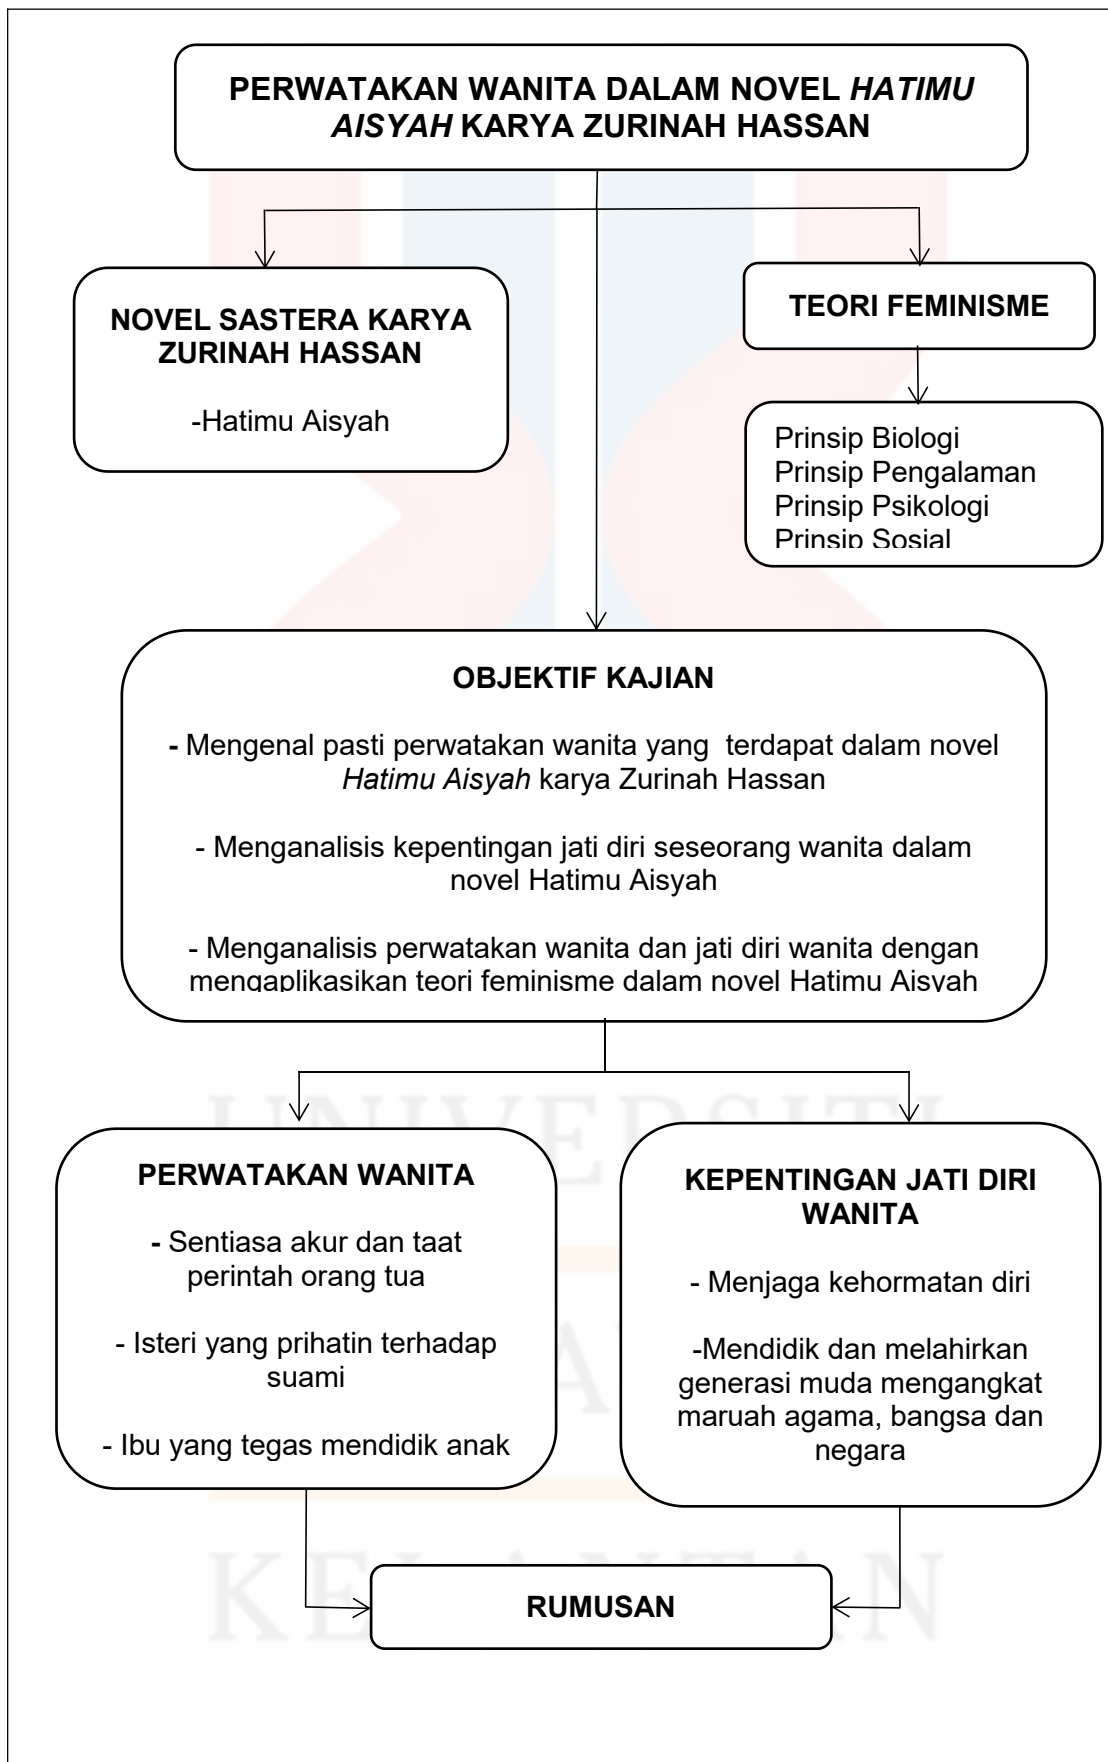 PERWATAKAN WANITA DALAM NOVEL HATIMU
AISYAH KARYA ZURINAH HASSAN
NOVEL SASTERA KARYA
ZURINAH HASSAN
-Hatimu Aisyah
TEORI FEMINISME
Prinsip Biologi
Prinsip Pengalaman
Prinsip Psikologi
Prinsip Sosial
OBJEKTIF KAJIAN
- Mengenal pasti perwatakan wanita yang terdapat dalam novel
Hatimu Aisyah karya Zurinah Hassan
- Menganalisis kepentingan jati diri seseorang wanita dalam
novel Hatimu Aisyah
- Menganalisis perwatakan wanita dan jati diri wanita dengan
mengaplikasikan teori feminisme dalam novel Hatimu Aisyah
UNIVERSITI
PERWATAKAN WANITA
- Sentiasa akur dan taat
perintah orang tua
- Isteri yang prihatin terhadap
suami
- Ibu yang tegas mendidik anak
KEPENTINGAN JATI DIRI
WANITA
- Menjaga kehormatan diri
-Mendidik dan melahirkan
generasi muda mengangkat
maruah agama, bangsa dan
negara
KELANTAN
RUMUSAN